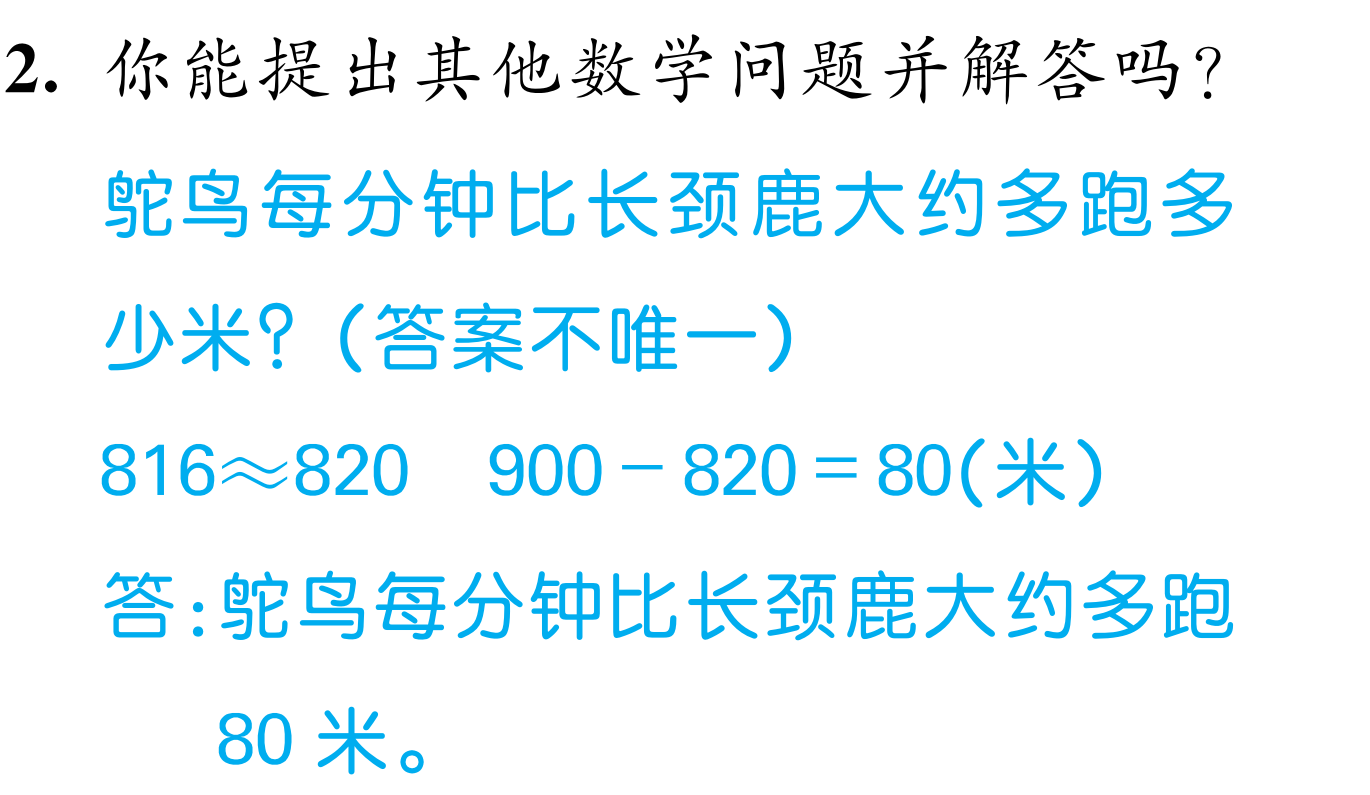 2. 你能提出其他数学问题并解答吗?
鸵鸟每分钟比长颈鹿大约多跑多
少米?(答案不唯一)
816≈820 900-820=80(米)
答:鸵鸟每分钟比长颈鹿大约多跑
80 米。